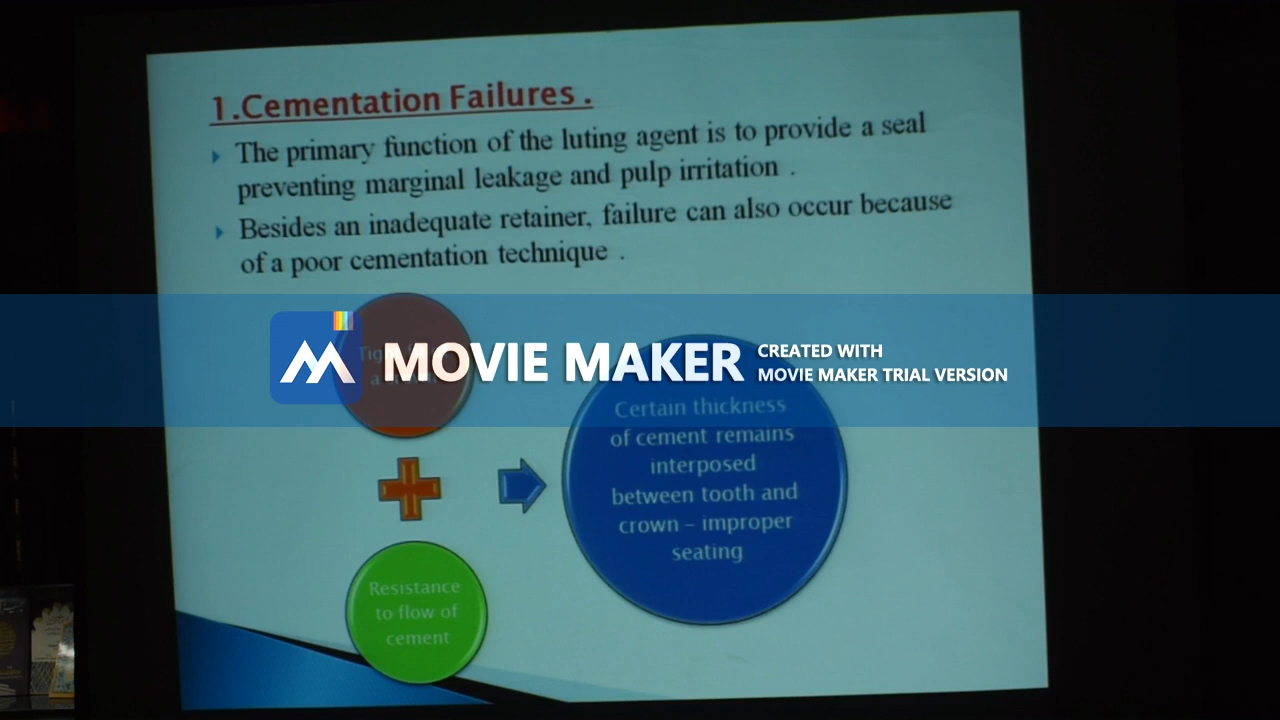 1.Cementation Failures .
The primary function of the luting agent is to provide a seal
preventing marginal leakage and pulp irritation .
Besides an inadequate retainer, failure can also occur because
of a poor cementation technique .
MOVIE MAKER
CREATED WITH
MOVIE MAKER TRIAL VERSION
Certain thickness
of cement remains
interposed
between tooth and
crown – improper
seating
Resistance
to flow of
cement